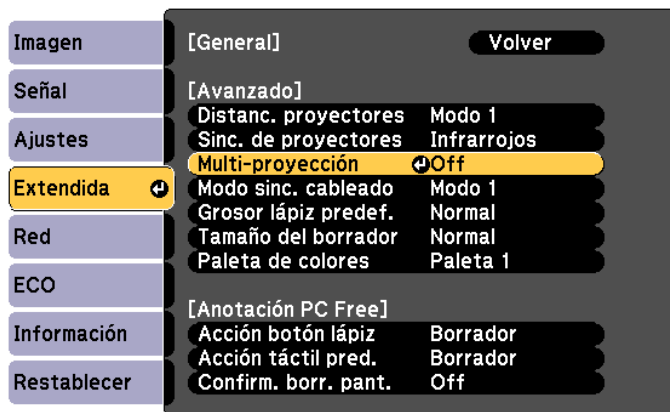 Imagen
Señal
Ajustes
Extendida
Red
ECO
Información
Restablecer
[General] Volver
[Avanzado]
Distanc. proyectores Modo 1
Sinc. de proyectores Infrarrojos
Multi-proyección Off
Modo sinc. cableado Modo 1
Grosor lápiz predef. Normal
Tamaño del borrador Normal
Paleta de colores Paleta 1
[Anotación PC Free]
Acción botón lápiz Borrador
Acción táctil pred. Borrador
Confirm. borr. pant. Off